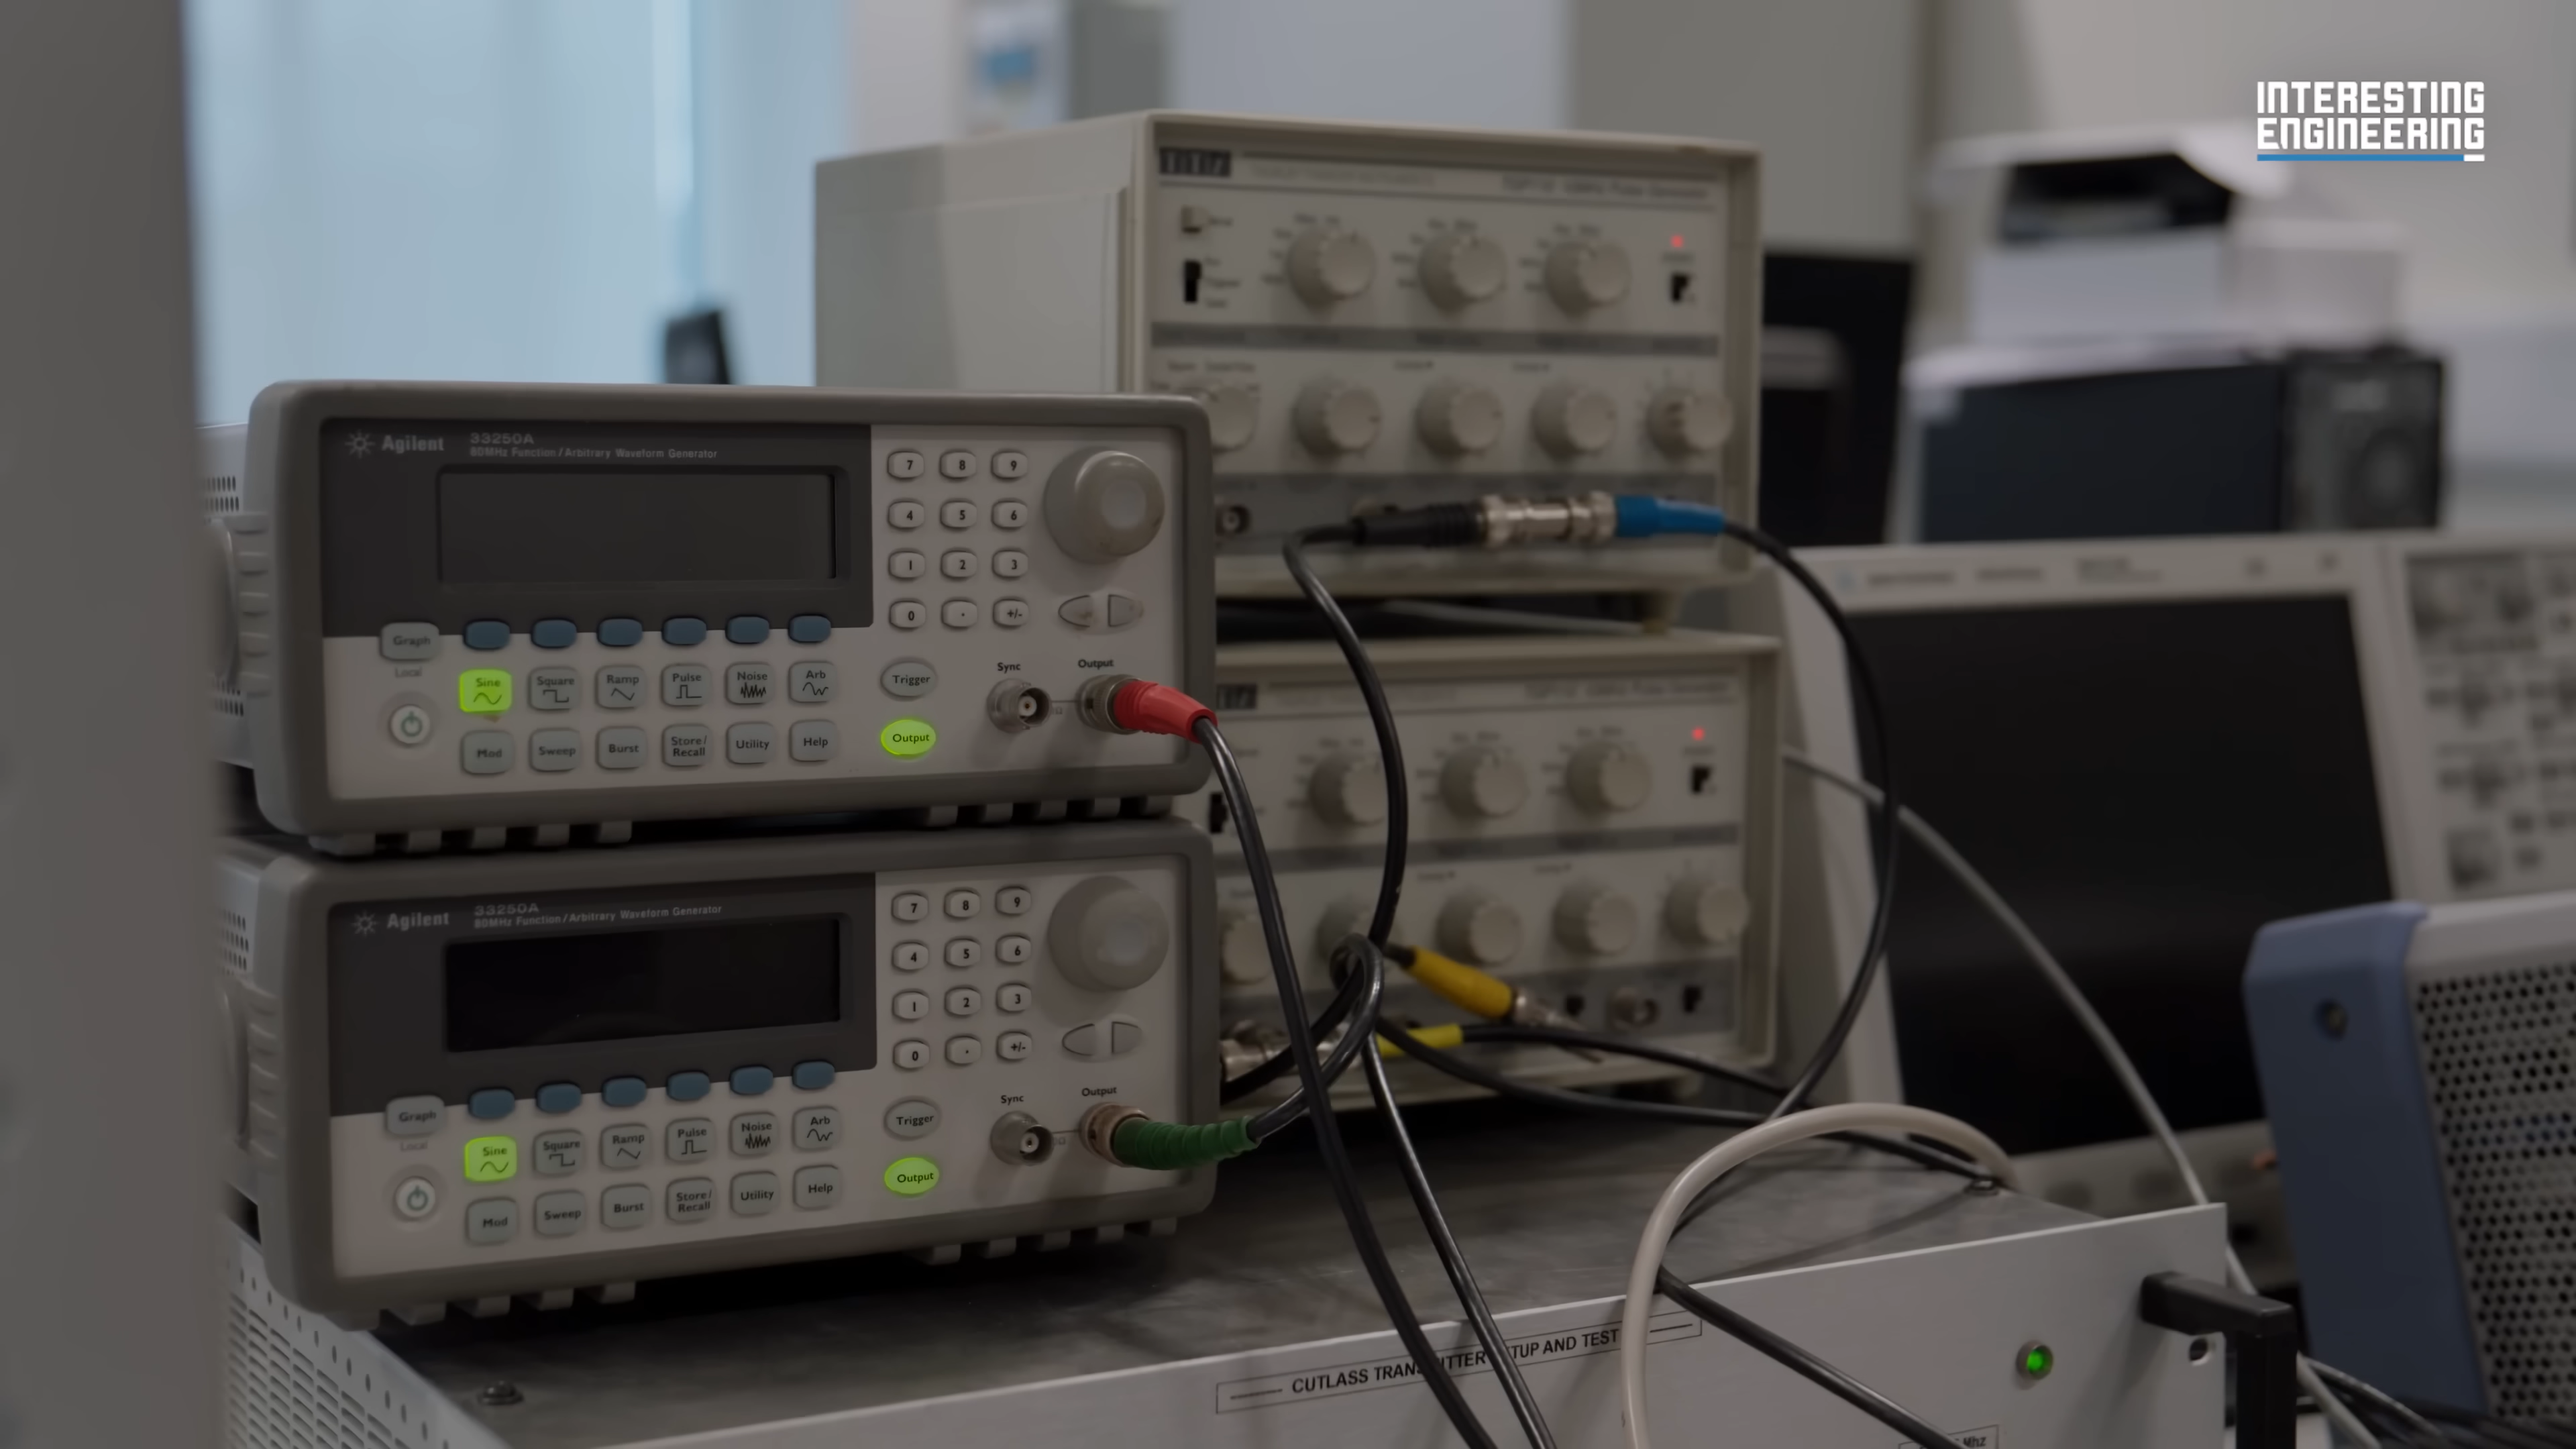 INTERESTING
ENGINEERING
Agilent
33250A
80MHz Function/Arbitrary Waveform Generator
7 8 9
4 5 6
1 2 3
0 . +/-
Graph
Local
Sine Square Ramp Pulse Noise Arb
Trigger
Sync Output
Mod Sweep Burst Store/Recall Utility Help
Output
Agilent
33250A
80MHz Function/Arbitrary Waveform Generator
7 8 9
4 5 6
1 2 3
0 . +/-
Graph
Local
Sine Square Ramp Pulse Noise Arb
Trigger
Sync Output
Mod Sweep Burst Store/Recall Utility Help
Output
CUTLASS AND TEST
Mhz